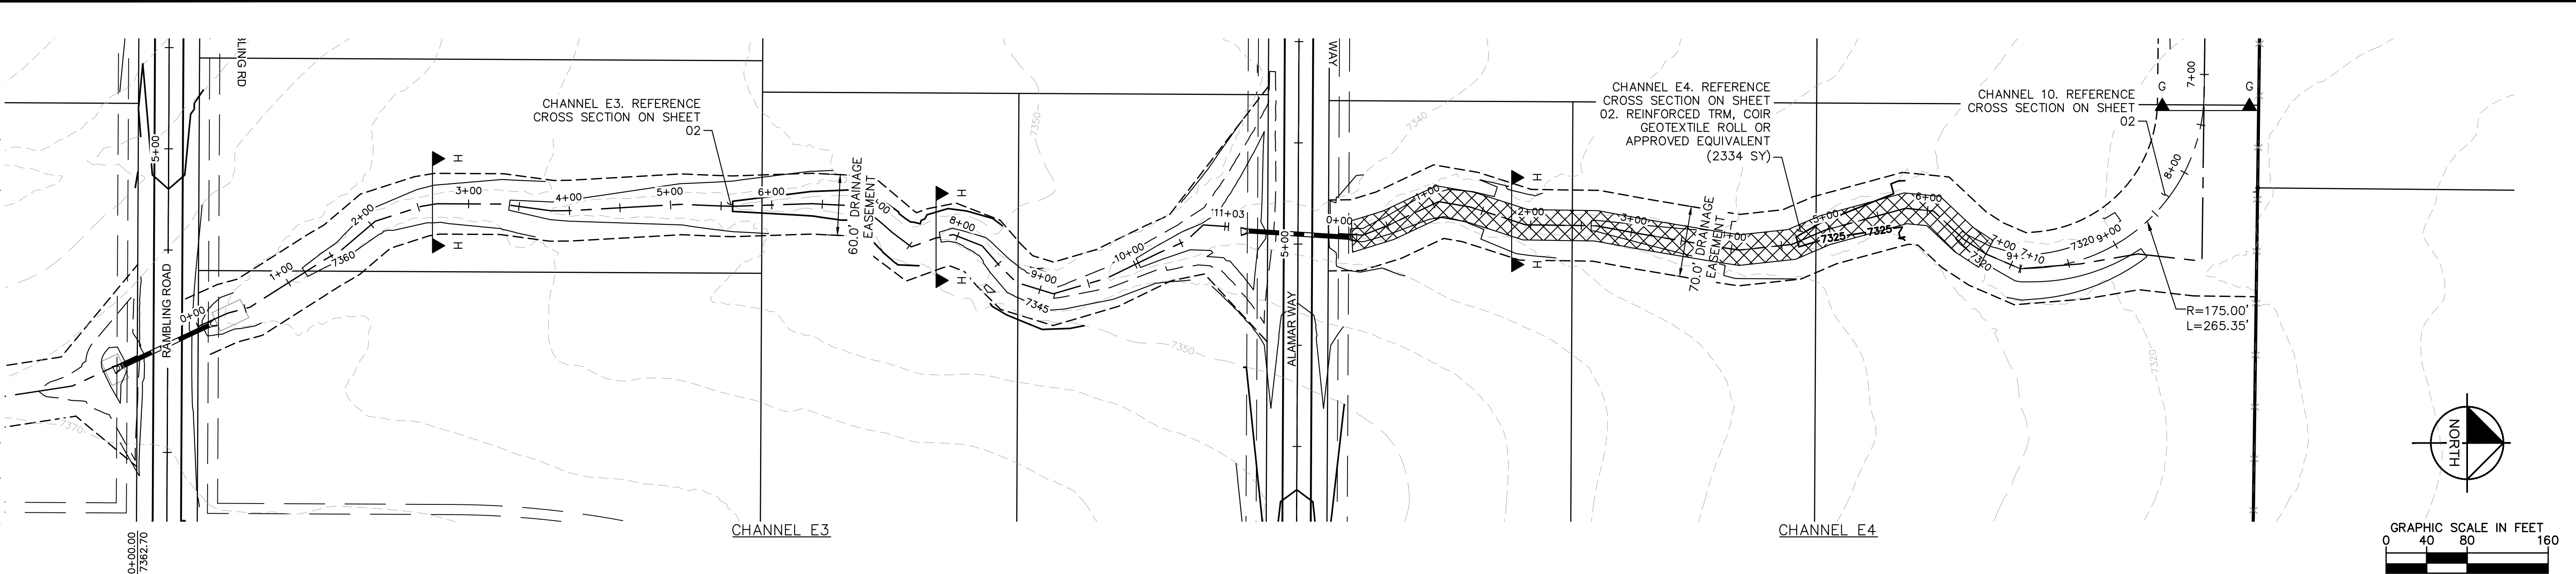 BLING RD
5+00
RAMBLING ROAD
0+00
1+00
2+00
7360
3+00
H
H
4+00
5+00
6+00
CHANNEL E3. REFERENCE
CROSS SECTION ON SHEET
02
60.0' DRAINAGE
EASEMENT
00
8+00
H
H
9+00
7345
10+00
11+03
7350
7350
7370
WAY
5+00
ALAMAR WAY
0+00
1+00
7340
2+00
H
H
3+00
70.0' DRAINAGE
EASEMENT
+00
CHANNEL E4. REFERENCE
CROSS SECTION ON SHEET
02. REINFORCED TRM, COIR
GEOTEXTILE ROLL OR
APPROVED EQUIVALENT
(2334 SY)
5+00
7325
7325
6+00
7+00
7+10
7320
7320
9+00
8+00
7+00
CHANNEL 10. REFERENCE
CROSS SECTION ON SHEET
02
G
G
R=175.00'
L=265.35'
7320
NORTH
GRAPHIC SCALE IN FEET
0 40 80 160
CHANNEL E3
CHANNEL E4
0+00.00
7362.70